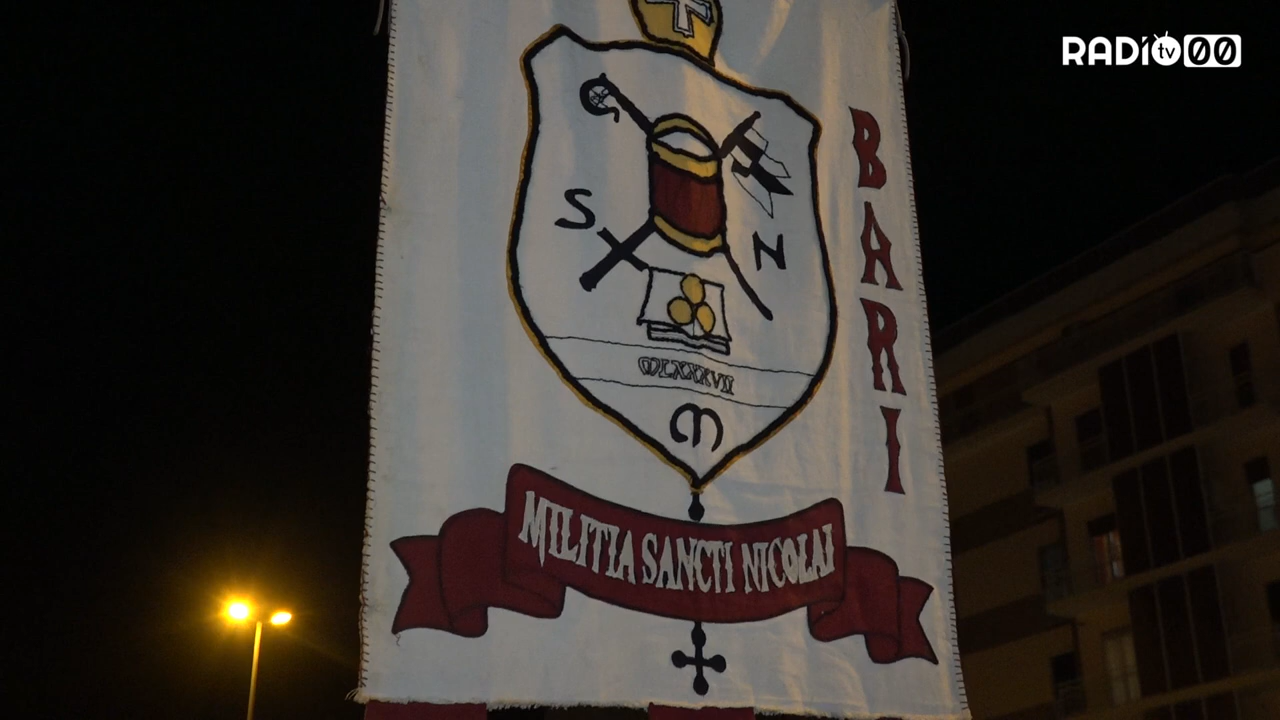 RADIO tv 00
BARI
S
N
MLXXXVII
M
MILITIA SANCTI NICOLAI